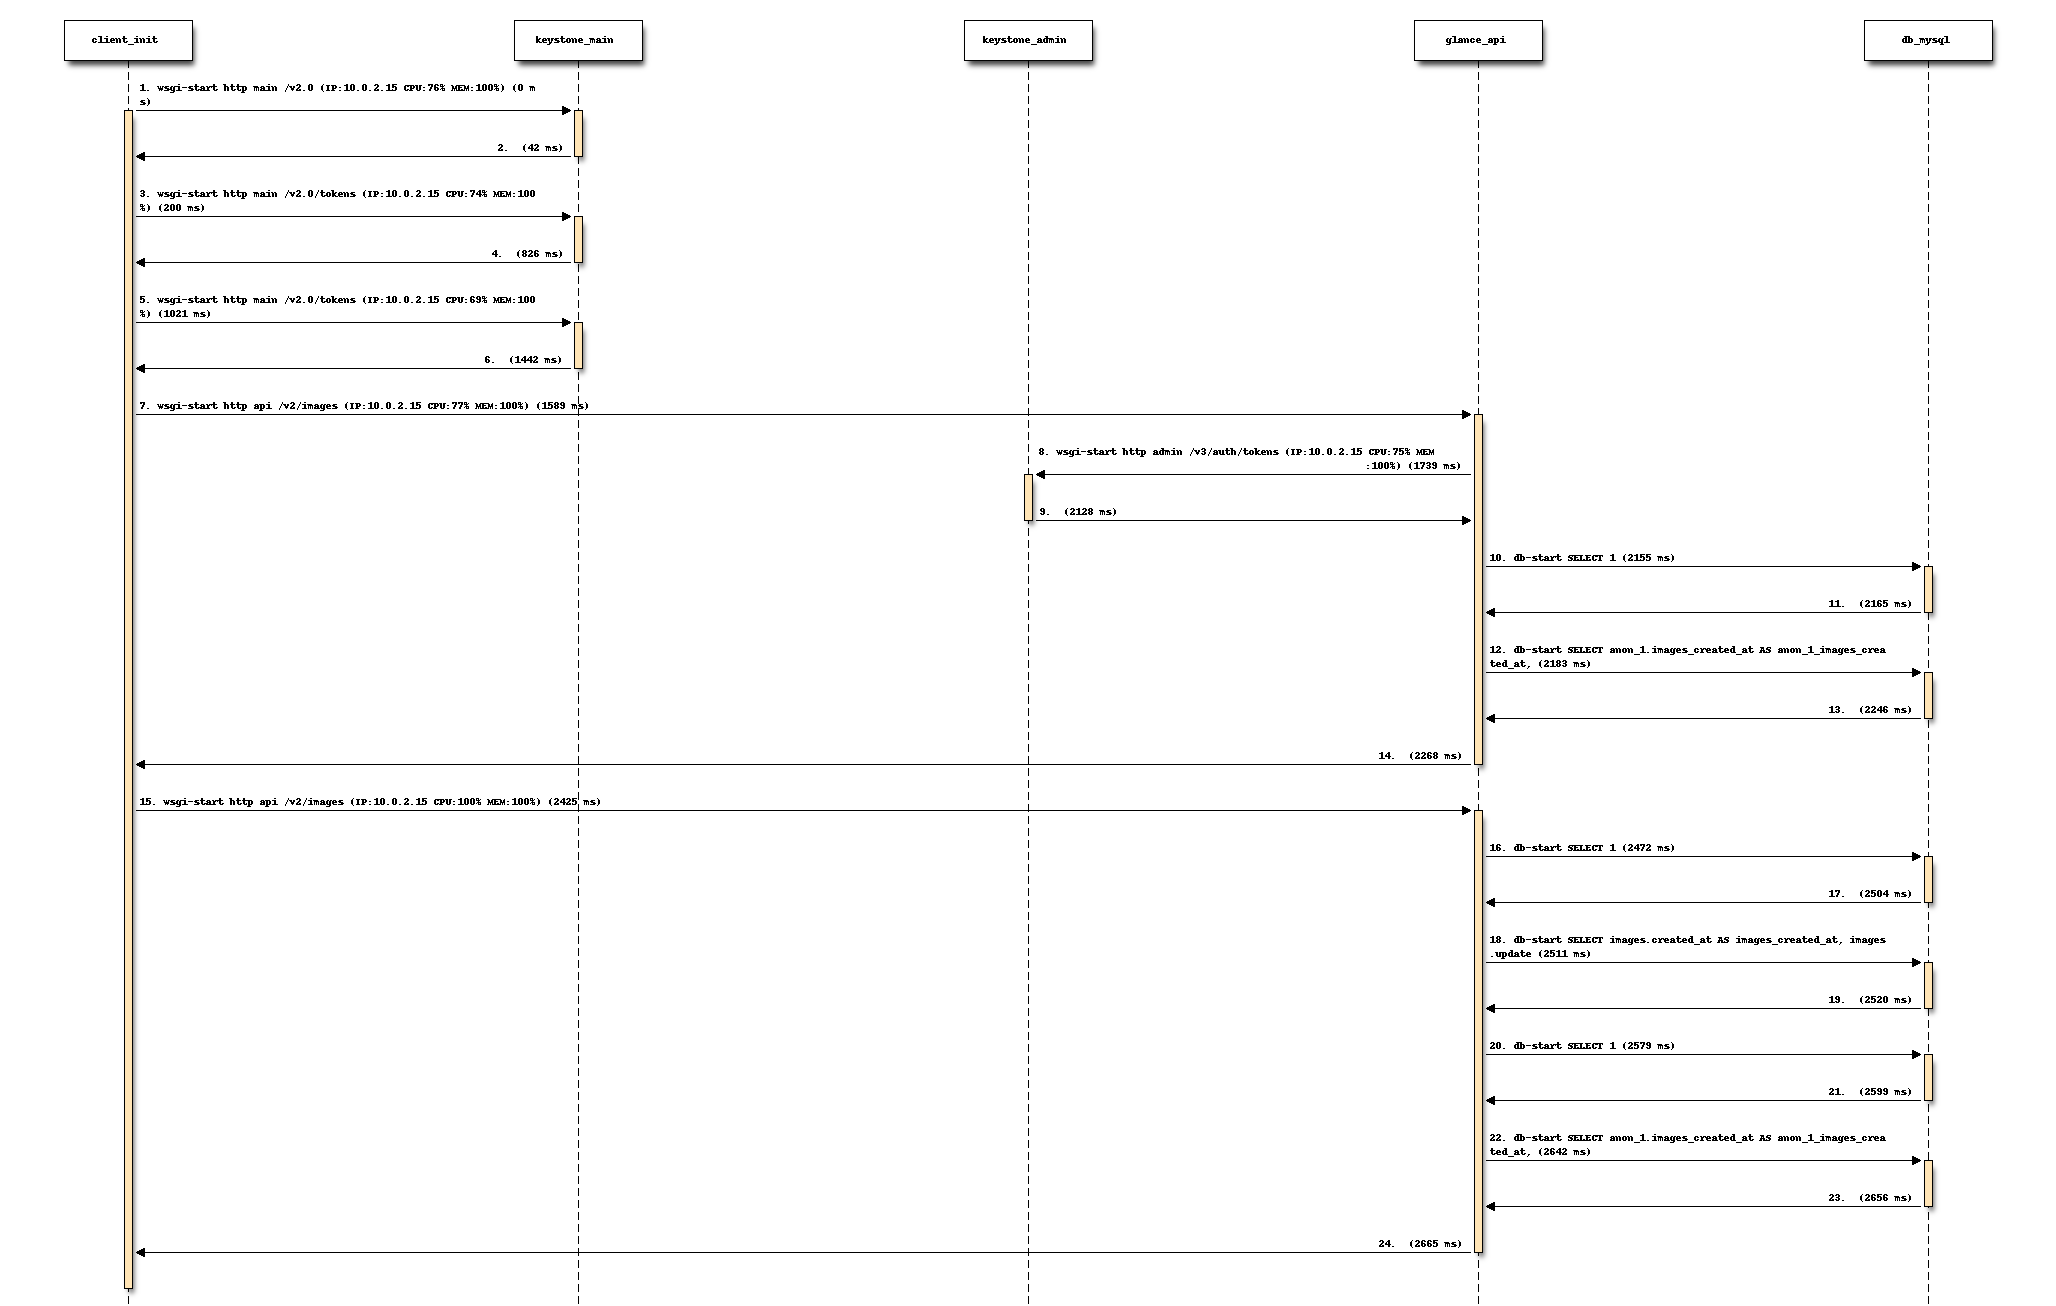 client_init
keystone_main
keystone_admin
glance_api
db_mysql
1. wsgi-start http main /v2.0 (IP:10.0.2.15 CPU:76% MEM:100%) (0 m
s)
2. (42 ms)
3. wsgi-start http main /v2.0/tokens (IP:10.0.2.15 CPU:74% MEM:100
%) (200 ms)
4. (826 ms)
5. wsgi-start http main /v2.0/tokens (IP:10.0.2.15 CPU:69% MEM:100
%) (1021 ms)
6. (1442 ms)
7. wsgi-start http api /v2/images (IP:10.0.2.15 CPU:77% MEM:100%) (1589 ms)
8. wsgi-start http admin /v3/auth/tokens (IP:10.0.2.15 CPU:75% MEM
:100%) (1739 ms)
9. (2128 ms)
10. db-start SELECT 1 (2155 ms)
11. (2165 ms)
12. db-start SELECT anon_1.images_created_at AS anon_1_images_crea
ted_at, (2183 ms)
13. (2246 ms)
14. (2268 ms)
15. wsgi-start http api /v2/images (IP:10.0.2.15 CPU:100% MEM:100%) (2425 ms)
16. db-start SELECT 1 (2472 ms)
17. (2504 ms)
18. db-start SELECT images.created_at AS images_created_at, images
.update (2511 ms)
19. (2520 ms)
20. db-start SELECT 1 (2579 ms)
21. (2599 ms)
22. db-start SELECT anon_1.images_created_at AS anon_1_images_crea
ted_at, (2642 ms)
23. (2656 ms)
24. (2665 ms)